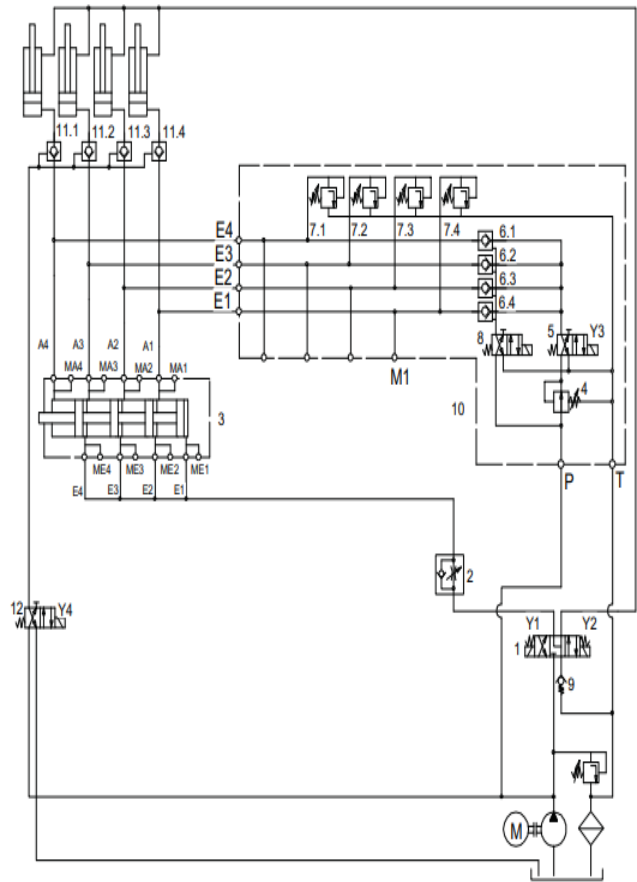 11.1 11.2 11.3 11.4
7.1 7.2 7.3 7.4
E4 6.1
E3 6.2
E2 6.3
E1 6.4
8 5 Y3
A4 A3 A2 A1
MA4 MA3 MA2 MA1
M1
4
10
3
ME4 ME3 ME2 ME1
E4 E3 E2 E1
P T
2
12 Y4
Y1 Y2
1
9
M